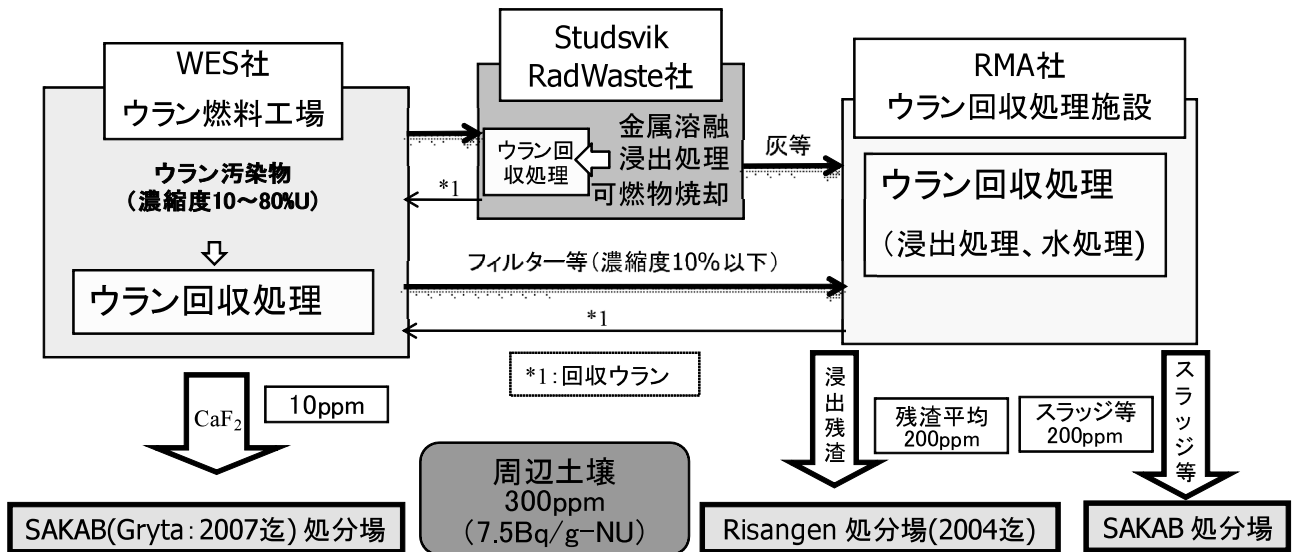 WES社
ウラン燃料工場
ウラン汚染物
（濃縮度10～80%U）
ウラン回収処理
Studsvik
RadWaste社
ウラン回
収処理
金属溶融
浸出処理
可燃物焼却
*1
灰等
RMA社
ウラン回収処理施設
ウラン回収処理
（浸出処理、水処理)
フィルター等（濃縮度10%以下）
*1
*1：回収ウラン
CaF2
10ppm
周辺土壌
300ppm
（7.5Bq/g-NU）
浸出残渣
残渣平均
200ppm
スラッジ等
200ppm
スラッジ等
SAKAB(Gryta：2007迄) 処分場
Risangen 処分場(2004迄)
SAKAB 処分場